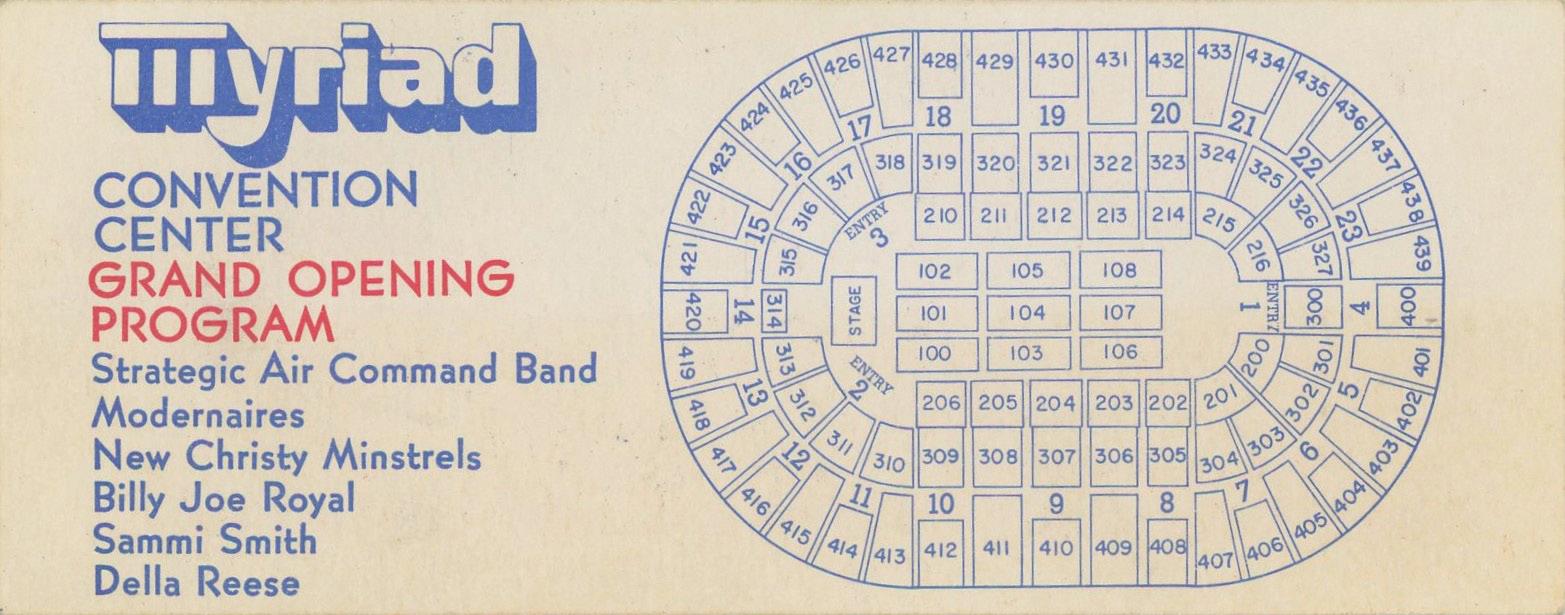 Myriad
CONVENTION
CENTER
GRAND OPENING
PROGRAM
Strategic Air Command Band
Modernaires
New Christy Minstrels
Billy Joe Royal
Sammi Smith
Della Reese
422 423 424 425 426 427 428 429 430 431 432 433 434 435 436 437 438
15 16 17 18 19 20 21 22 23
316 317 318 319 320 321 322 323 324 325 326 327
ENTRY 3
210 211 212 213 214 215 216
421 315 439
102 105 108
420 14 314 STAGE 101 104 107 1 ENTRY 300 4 400
100 103 106
419 313 200 301 401
ENTRY 2
206 205 204 203 202 201
312 311 310 309 308 307 306 305 304 303 302
13 12 11 10 9 8 7 6 5
418 417 416 415 414 413 412 411 410 409 408 407 406 405 404 403 402